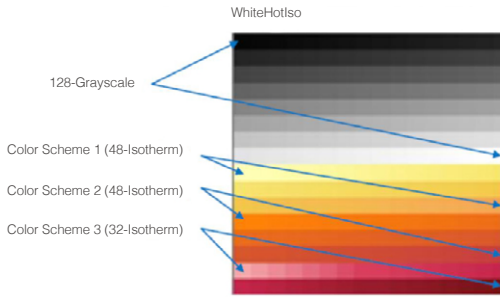 WhiteHotIso
128-Grayscale
Color Scheme 1 (48-Isotherm)
Color Scheme 2 (48-Isotherm)
Color Scheme 3 (32-Isotherm)